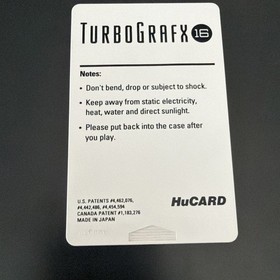 TURBOGRAFX 16
Notes:
• Don't bend, drop or subject to shock.
• Keep away from static electricity,
heat, water and direct sunlight.
• Please put back into the case after
you play.
U.S. PATENTS #4,462,076,
#4,442,486, #4,454,594
CANADA PATENT #1,183,276
MADE IN JAPAN
HuCARD